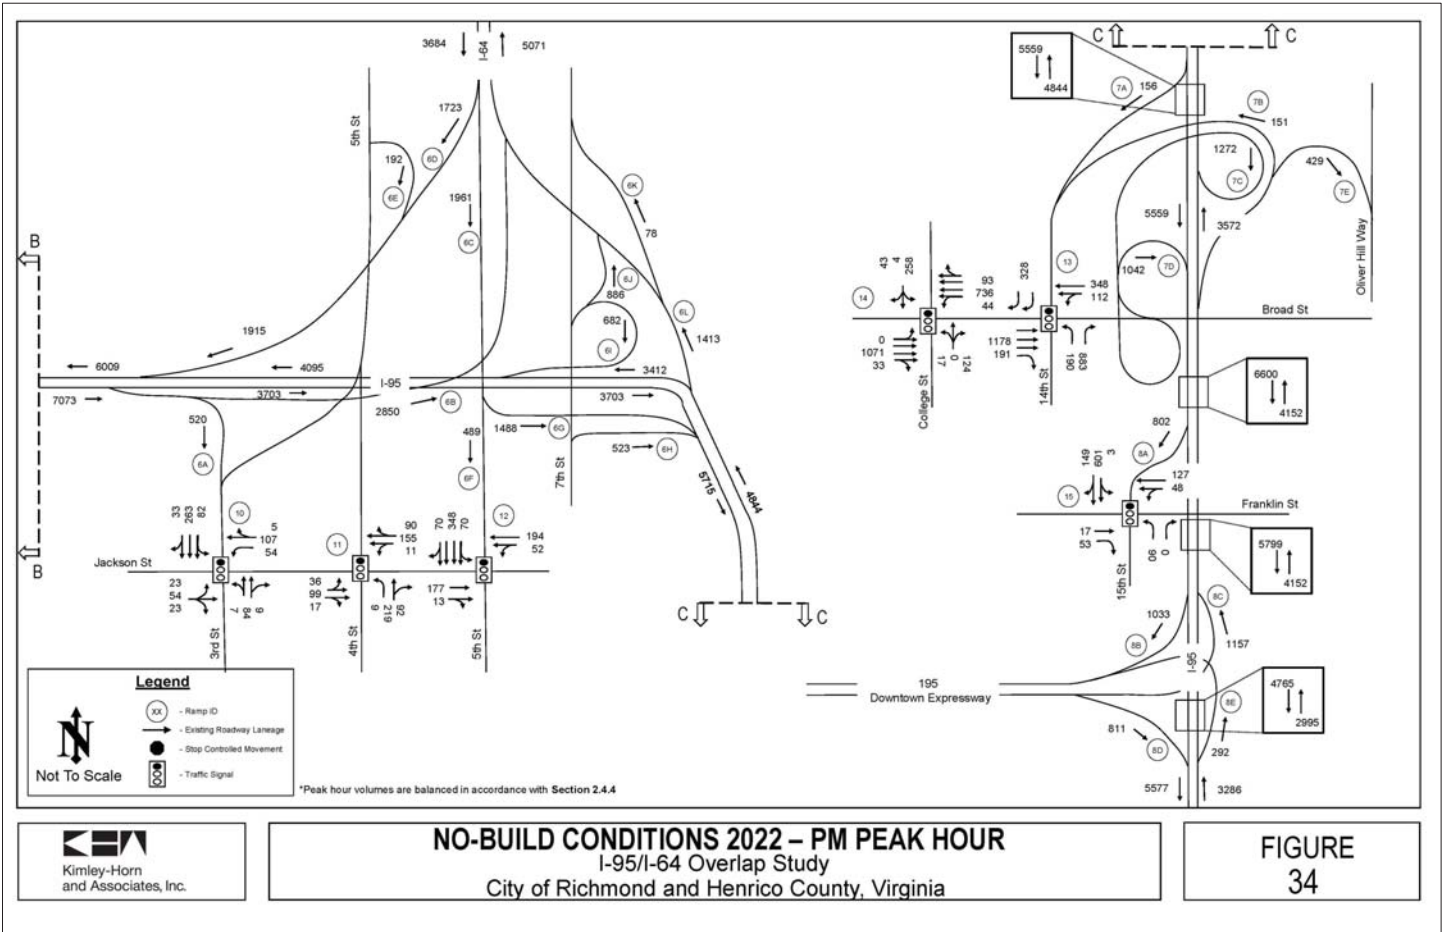 3684
I-64
5071
1723
5th St
192
6D
6E
1961
6C
6K
78
886
6J
682
6I
6L
1413
B
1915
6009
4095
I-95
3412
7073
3703
2850
6B
3703
520
6A
489
6F
1488
6G
523
6H
7th St
5715
4844
33
263
82
10
5
107
54
11
90
155
11
70
348
70
12
194
52
Jackson St
23
54
23
7
84
9
36
99
17
9
219
92
177
13
B
3rd St
4th St
5th St
C
C
C
C
5559
4844
7A
156
7B
151
1272
7C
429
7E
5559
3572
Oliver Hill Way
1042
7D
43
4
258
14
93
736
44
328
13
348
112
Broad St
0
1071
33
17
0
124
1178
191
190
883
College St
14th St
6600
4152
802
8A
149
601
3
15
127
48
Franklin St
17
53
90
0
15th St
5799
4152
1033
8B
8C
1157
I-95
195
Downtown Expressway
4765
2995
8E
811
8D
292
5577
3286
Legend
XX
- Ramp ID
- Existing Roadway Laneage
- Stop Controlled Movement
- Traffic Signal
N
Not To Scale
*Peak hour volumes are balanced in accordance with Section 2.4.4
Kimley-Horn
and Associates, Inc.
NO-BUILD CONDITIONS 2022 – PM PEAK HOUR
I-95/I-64 Overlap Study
City of Richmond and Henrico County, Virginia
FIGURE
34